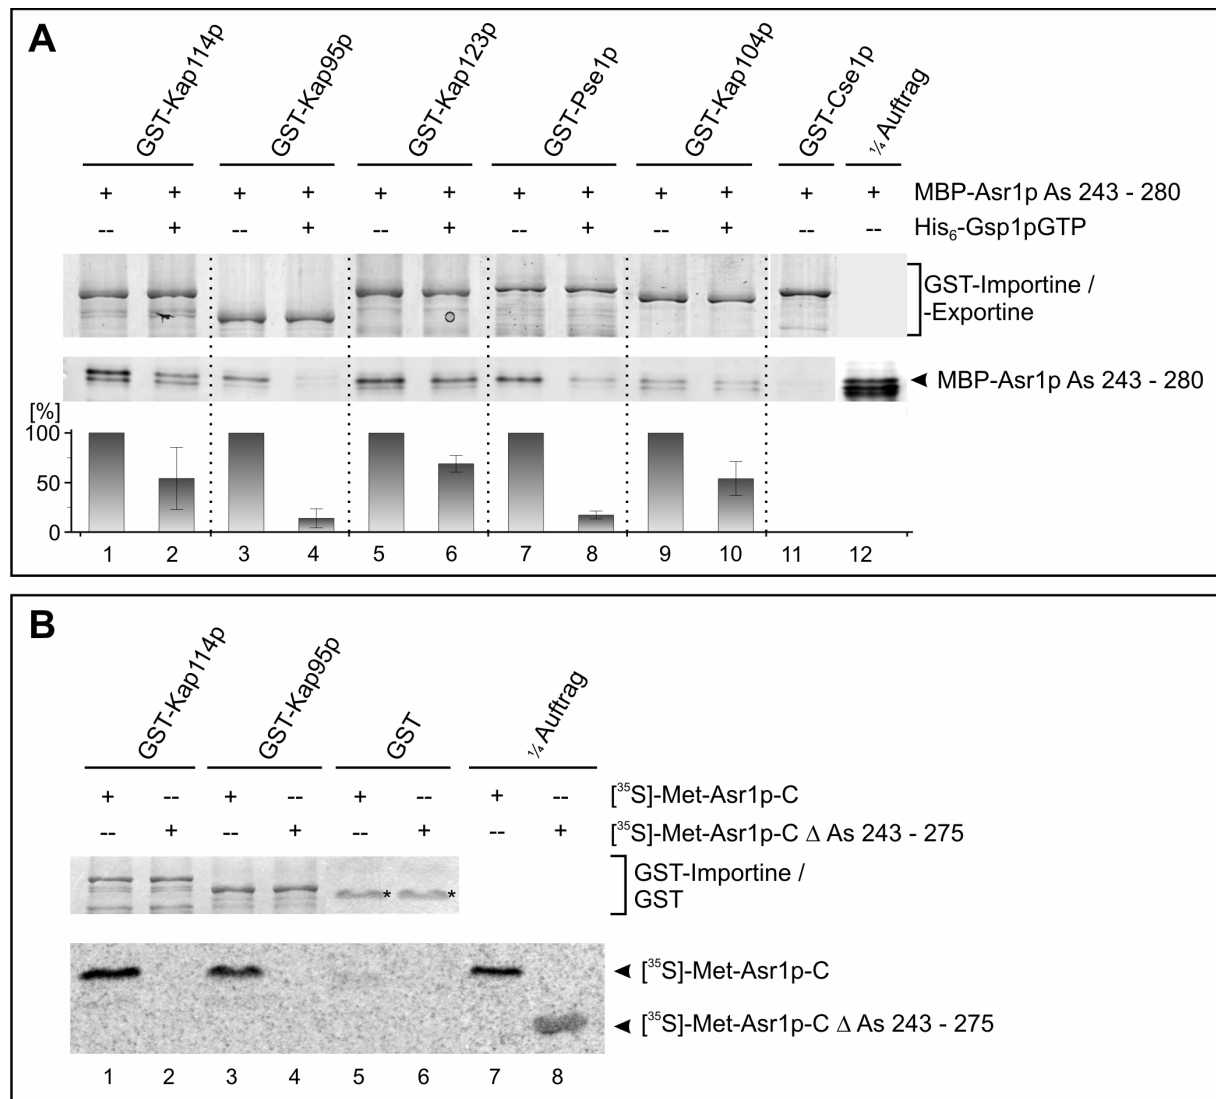 A
GST-Kap114p
GST-Kap95p
GST-Kap123p
GST-Pse1p
GST-Kap104p
GST-Cse1p
¼ Auftrag
+ + + + + + + + + + + + MBP-Asr1p As 243 - 280
-- + -- + -- + -- + -- + -- -- His₆-Gsp1pGTP
GST-Importine /
-Exportine
MBP-Asr1p As 243 - 280
[%]
100
50
0
1 2 3 4 5 6 7 8 9 10 11 12
B
GST-Kap114p
GST-Kap95p
GST
¼ Auftrag
+ -- + -- + -- + -- [³⁵S]-Met-Asr1p-C
-- + -- + -- + -- + [³⁵S]-Met-Asr1p-C Δ As 243 - 275
GST-Importine /
GST
* *
[³⁵S]-Met-Asr1p-C
[³⁵S]-Met-Asr1p-C Δ As 243 - 275
1 2 3 4 5 6 7 8